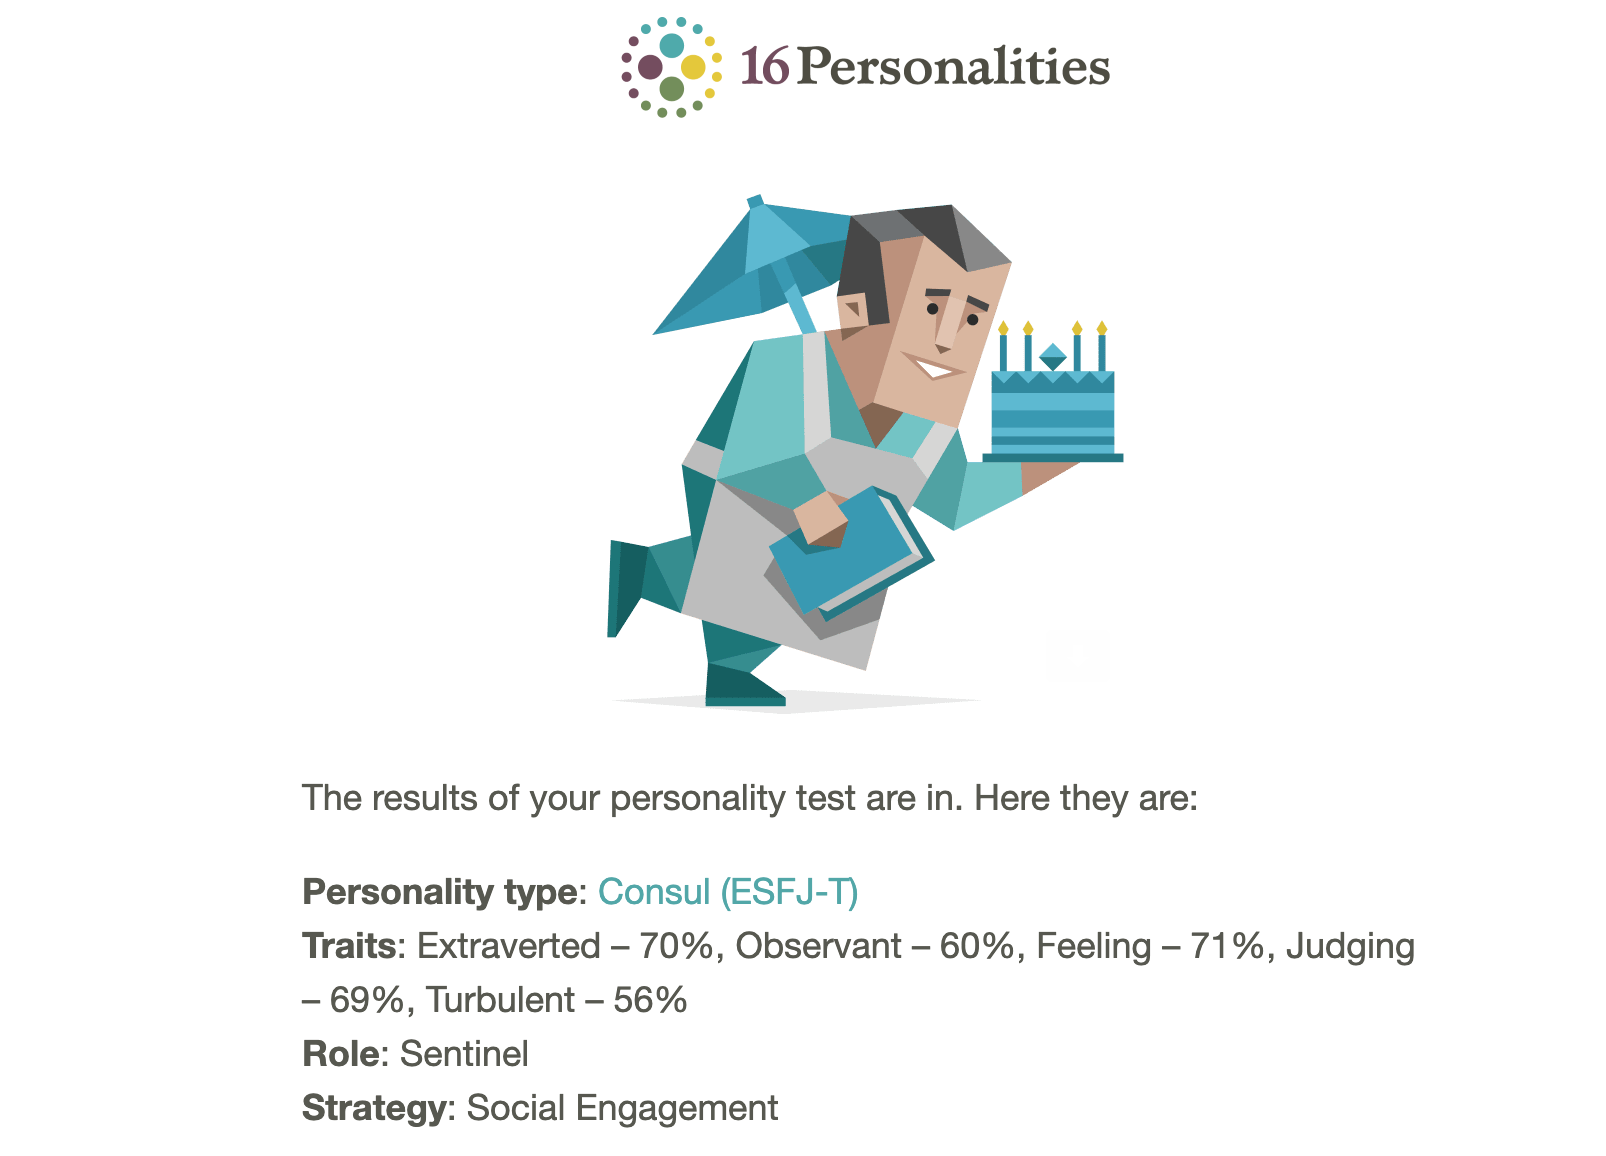 16Personalities
The results of your personality test are in. Here they are:
Personality type: Consul (ESFJ-T)
Traits: Extraverted – 70%, Observant – 60%, Feeling – 71%, Judging
– 69%, Turbulent – 56%
Role: Sentinel
Strategy: Social Engagement